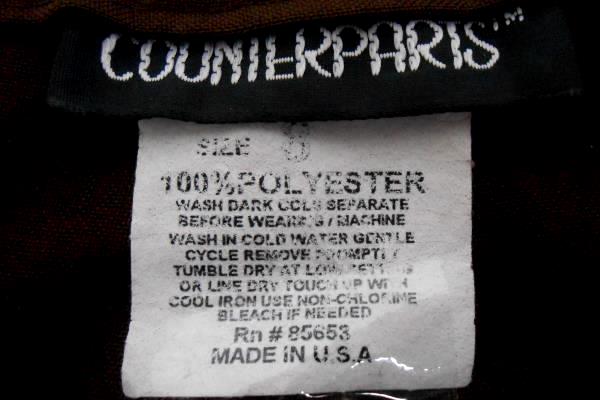 COUNTERPARTS™
SIZE 8
100% POLYESTER
WASH DARK COLS SEPARATE
BEFORE WEARING / MACHINE
WASH IN COLD WATER GENTLE
CYCLE REMOVE PROMPTLY
TUMBLE DRY AT LOW SETTING
OR LINE DRY TOUCH UP WITH
COOL IRON USE NON-CHLORINE
BLEACH IF NEEDED
Rn # 85653
MADE IN U.S.A